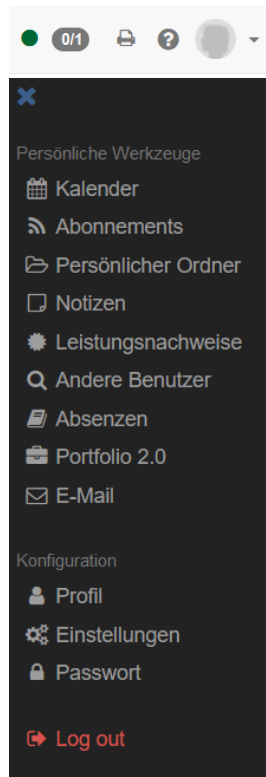 0/1
Persönliche Werkzeuge
Kalender
Abonnements
Persönlicher Ordner
Notizen
Leistungsnachweise
Andere Benutzer
Absenzen
Portfolio 2.0
E-Mail
Konfiguration
Profil
Einstellungen
Passwort
Log out